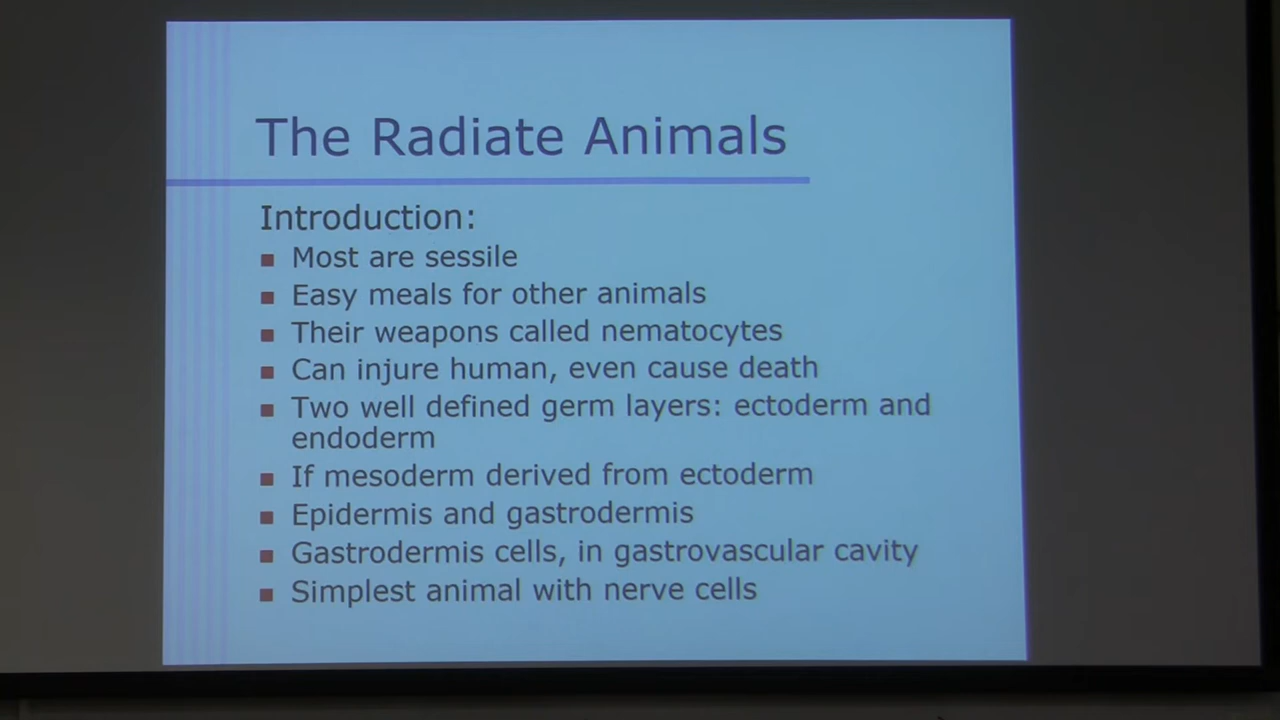 The Radiate Animals
Introduction:
Most are sessile
Easy meals for other animals
Their weapons called nematocytes
Can injure human, even cause death
Two well defined germ layers: ectoderm and
endoderm
If mesoderm derived from ectoderm
Epidermis and gastrodermis
Gastrodermis cells, in gastrovascular cavity
Simplest animal with nerve cells